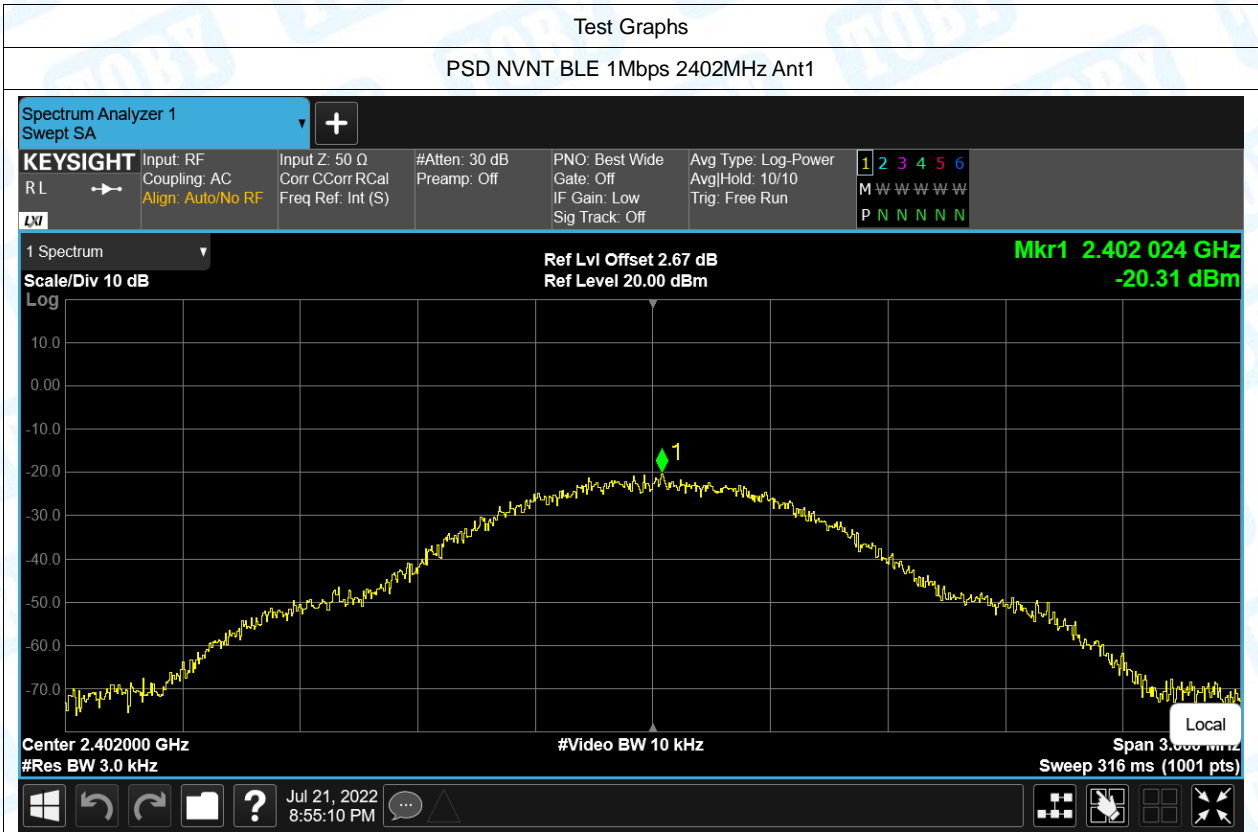 Test Graphs
PSD NVNT BLE 1Mbps 2402MHz Ant1
Spectrum Analyzer 1
Swept SA
KEYSIGHT
R L
LXI
Input: RF
Coupling: AC
Align: Auto/No RF
Input Z: 50 Ω
Corr CCorr RCal
Freq Ref: Int (S)
#Atten: 30 dB
Preamp: Off
PNO: Best Wide
Gate: Off
IF Gain: Low
Sig Track: Off
Avg Type: Log-Power
Avg|Hold: 10/10
Trig: Free Run
1 2 3 4 5 6
M W W W W W
P N N N N N
1 Spectrum
Scale/Div 10 dB
Ref Lvl Offset 2.67 dB
Ref Level 20.00 dBm
Mkr1 2.402 024 GHz
-20.31 dBm
Log
10.0
0.00
-10.0
-20.0
-30.0
-40.0
-50.0
-60.0
-70.0
1
Center 2.402000 GHz
#Res BW 3.0 kHz
#Video BW 10 kHz
Local
Span
Sweep 316 ms (1001 pts)
?
Jul 21, 2022
8:55:10 PM
TOBY